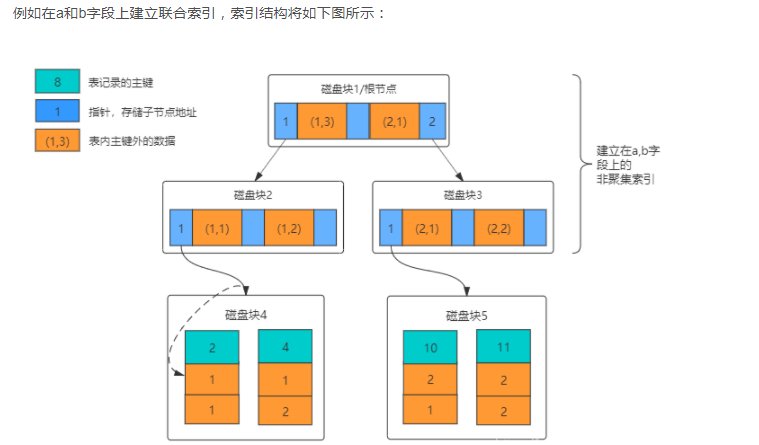 例如在a和b字段上建立联合索引，索引结构将如下图所示：
8 表记录的主键
1 指针，存储子节点地址
(1,3) 表内主键外的数据
磁盘块1/根节点
1 (1,3) (2,1) 2
建立在a,b字
段上的
非聚集索引
磁盘块2
1 (1,1) (1,2)
磁盘块3
1 (2,1) (2,2)
磁盘块4
2 4
1 1
1 2
磁盘块5
10 11
2 2
1 2